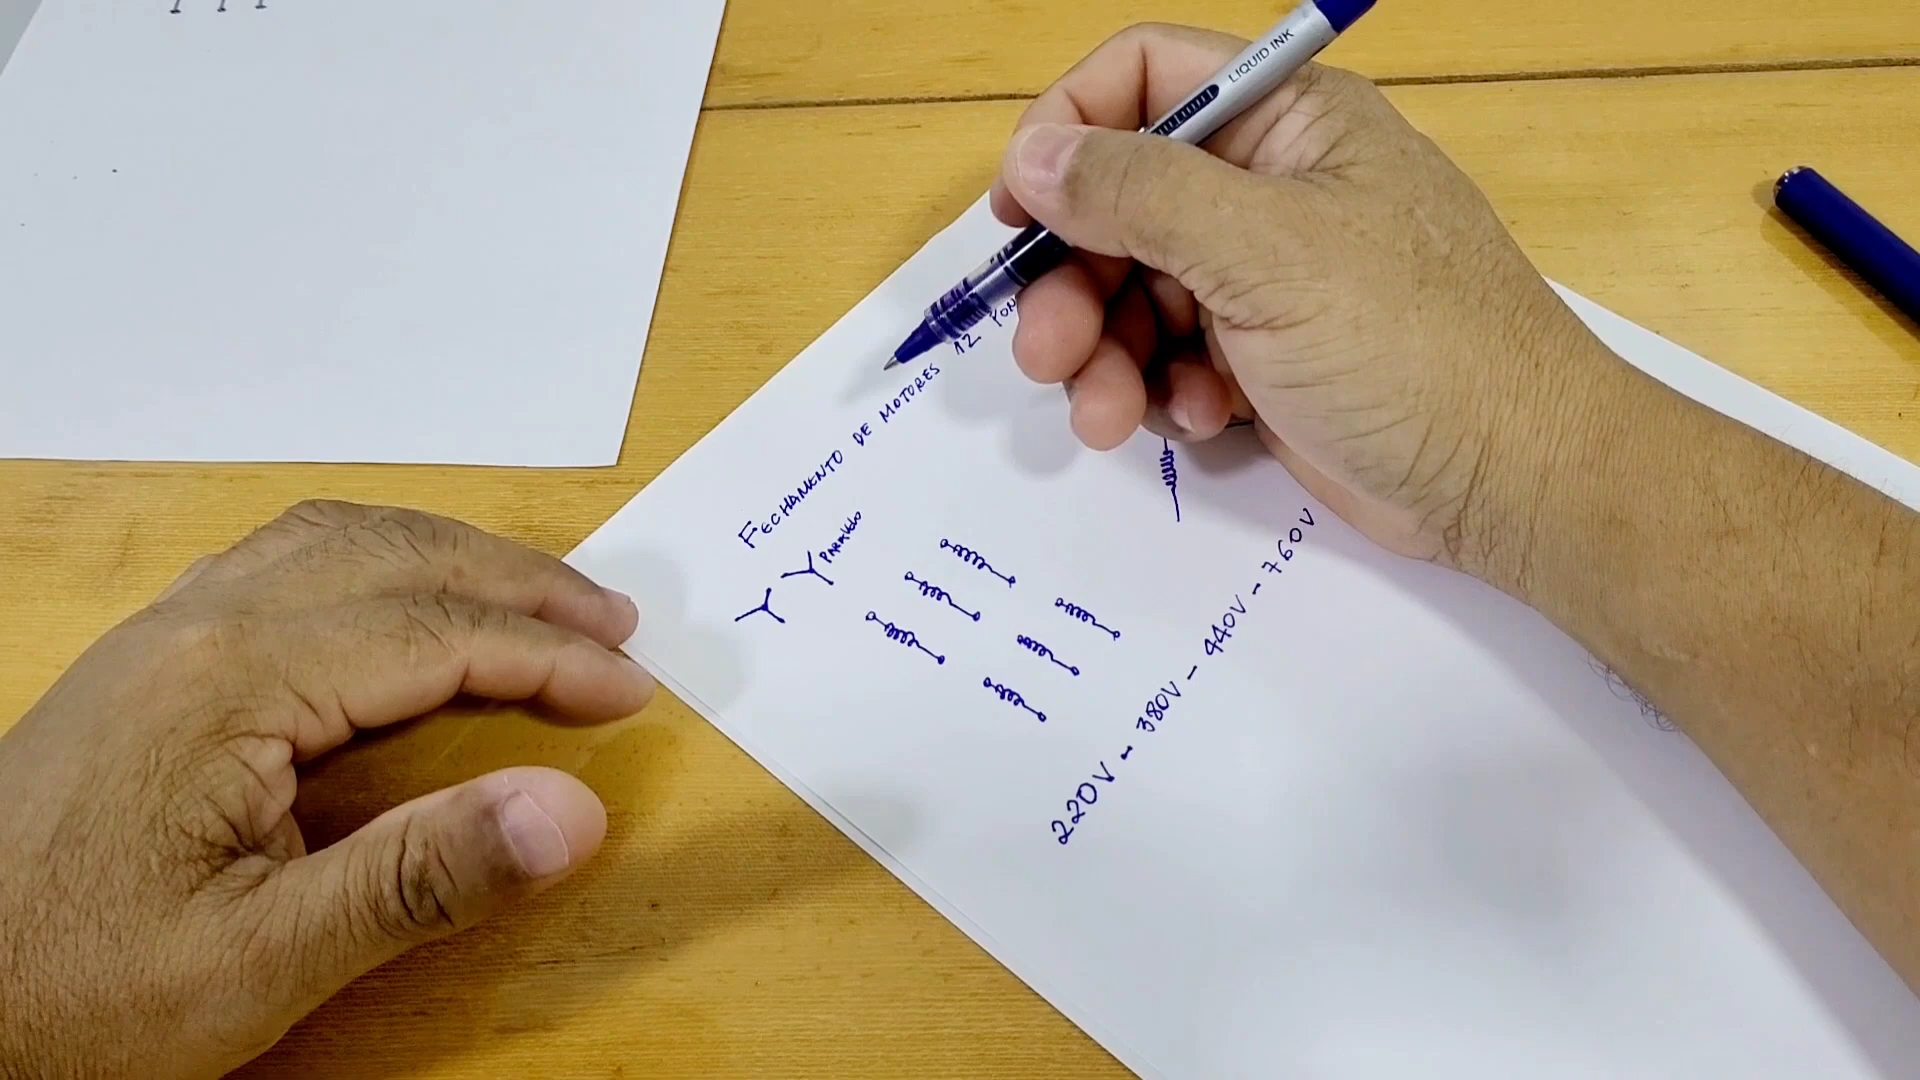 FECHAMENTO DE MOTORES 12
PARALELO
220V - 380V - 440V - 760V
LIQUID INK